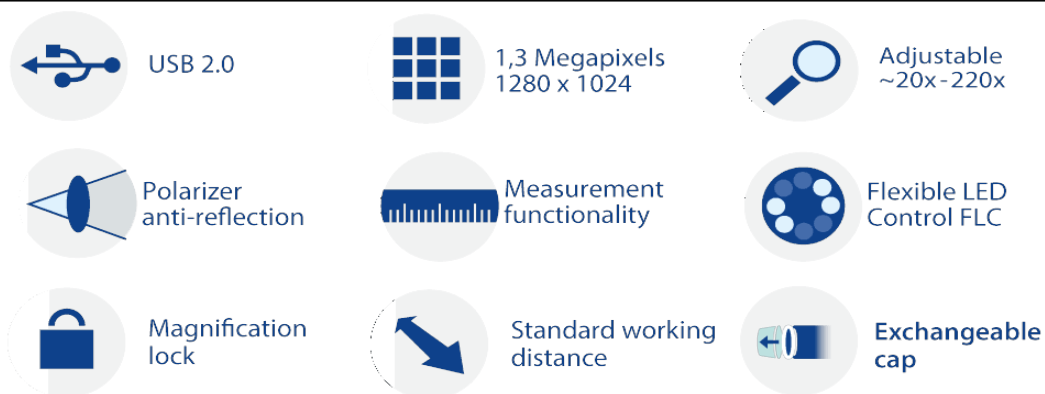 USB 2.0
1,3 Megapixels
1280 x 1024
Adjustable
~20x-220x
Polarizer
anti-reflection
Measurement
functionality
Flexible LED
Control FLC
Magnification
lock
Standard working
distance
Exchangeable
cap